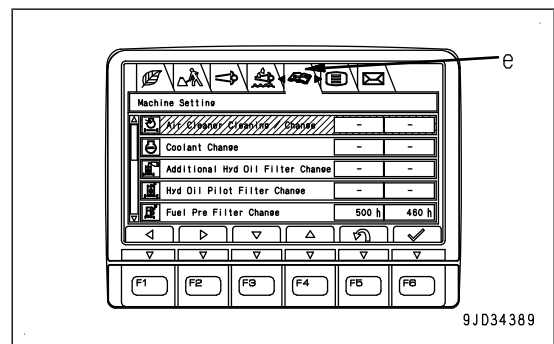 e
Machine Setting
Air Cleaner Cleaning / Change - -
Coolant Change - -
Additional Hyd Oil Filter Change - -
Hyd Oil Pilot Filter Change - -
Fuel Pre Filter Change 500 h 460 h
F1 F2 F3 F4 F5 F6
9JD34389